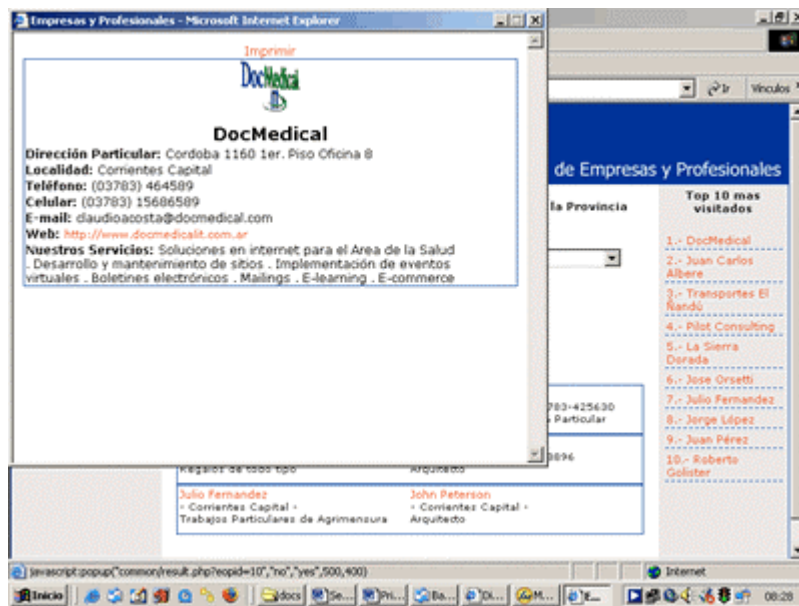 Empresas y Profesionales - Microsoft Internet Explorer
Imprimir
DocMedical
DocMedical
Dirección Particular: Cordoba 1160 1er. Piso Oficina 8
Localidad: Corrientes Capital
Teléfono: (03783) 464589
Celular: (03783) 15686589
E-mail: claudioacosta@docmedical.com
Web: http://www.docmedicalit.com.ar
Nuestros Servicios: Soluciones en internet para el Area de la Salud
. Desarrollo y mantenimiento de sitios . Implementación de eventos
virtuales . Boletines electrónicos . Mailings . E-learning . E-commerce
Ir Vínculos
de Empresas y Profesionales
la Provincia
Top 10 mas
visitados
1.- DocMedical
2.- Juan Carlos
Albere
3.- Transportes El
Ñandú
4.- Pilot Consulting
5.- La Sierra
Dorada
6.- Jose Orsetti
7.- Julio Fernandez
8.- Jorge López
9.- Juan Pérez
10.- Roberto
Golister
783-425630
Particular
8896
Regalos de todo tipo Arquitecto
Julio Fernandez John Peterson
- Corrientes Capital - - Corrientes Capital -
Trabajos Particulares de Agrimensura Arquitecto
javascript:popup("common/result.php?eopid=10","no","yes",500,400) Internet
Inicio docs Se... Pri... Ba... Di... M... E... 08:28